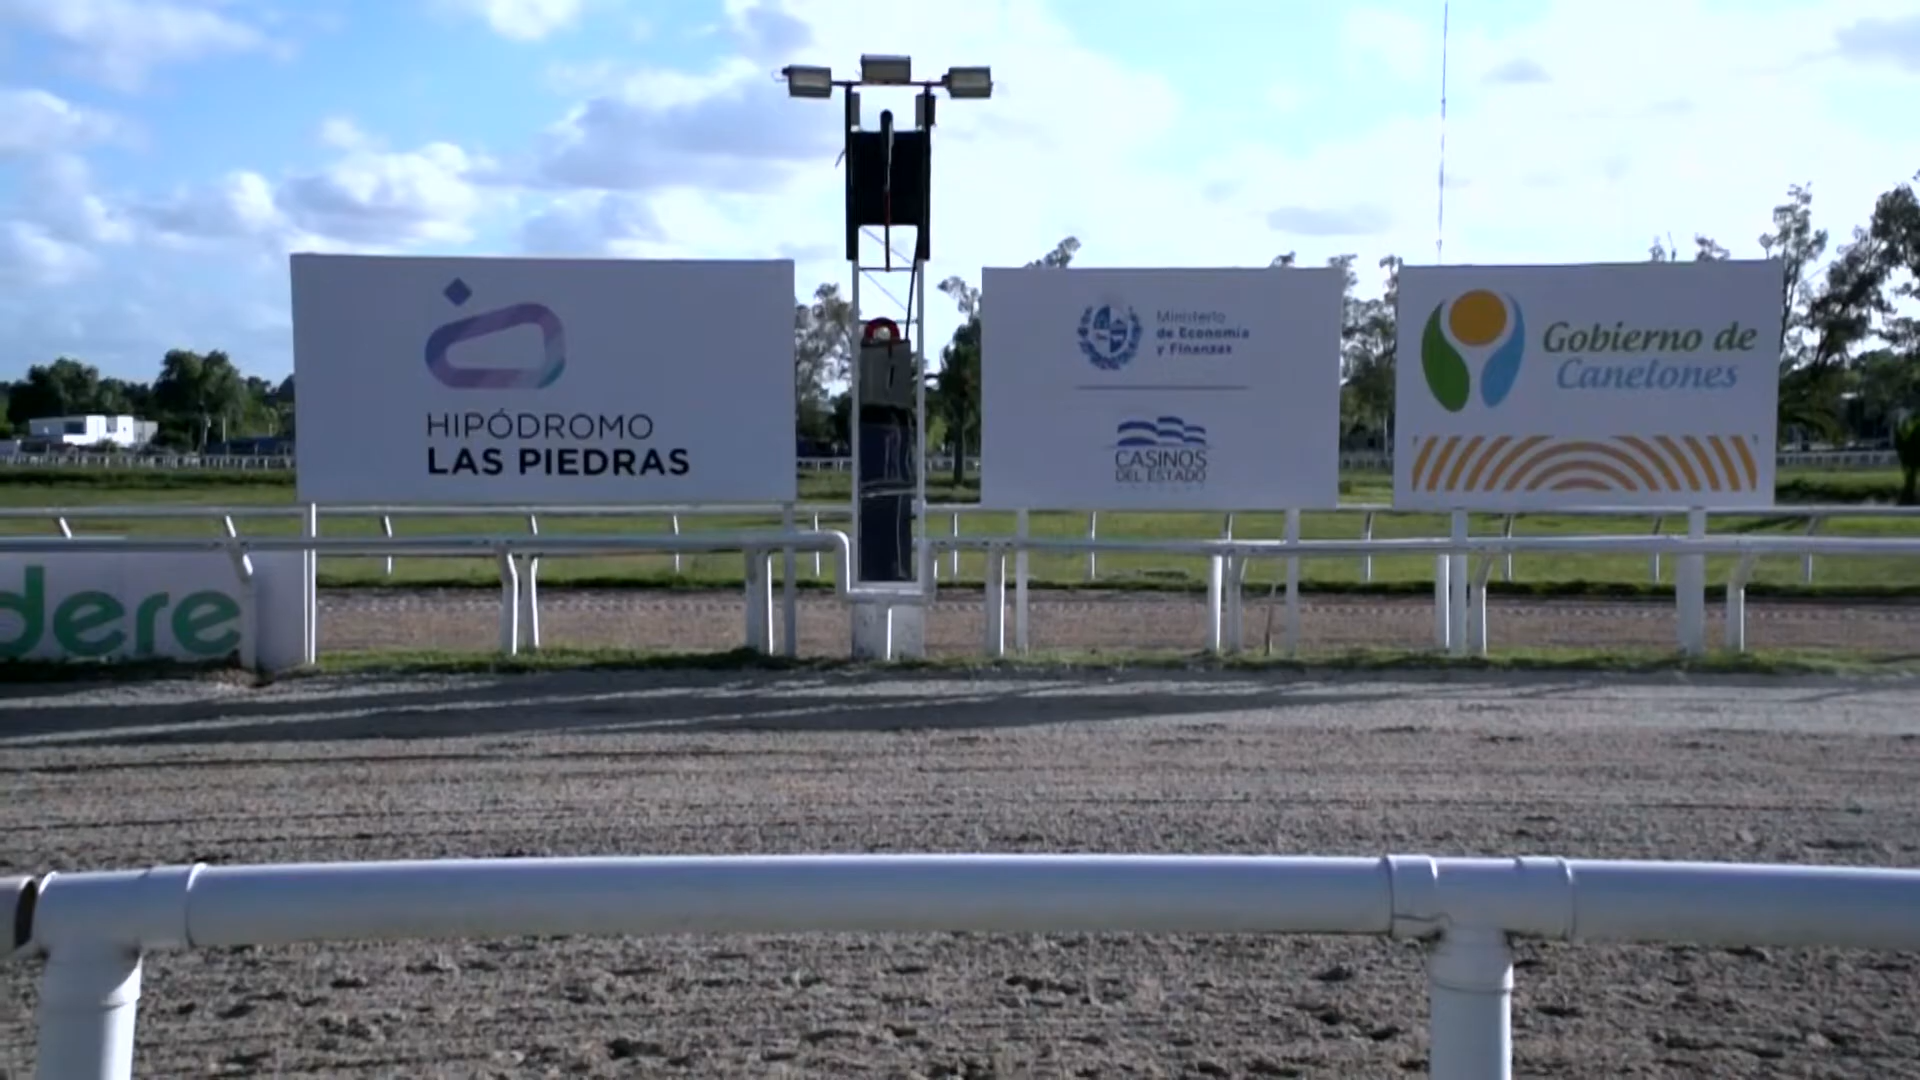 HIPÓDROMO
LAS PIEDRAS
Ministerio
de Economía
y Finanzas
CASINOS
DEL ESTADO
Gobierno de
Canelones
dere